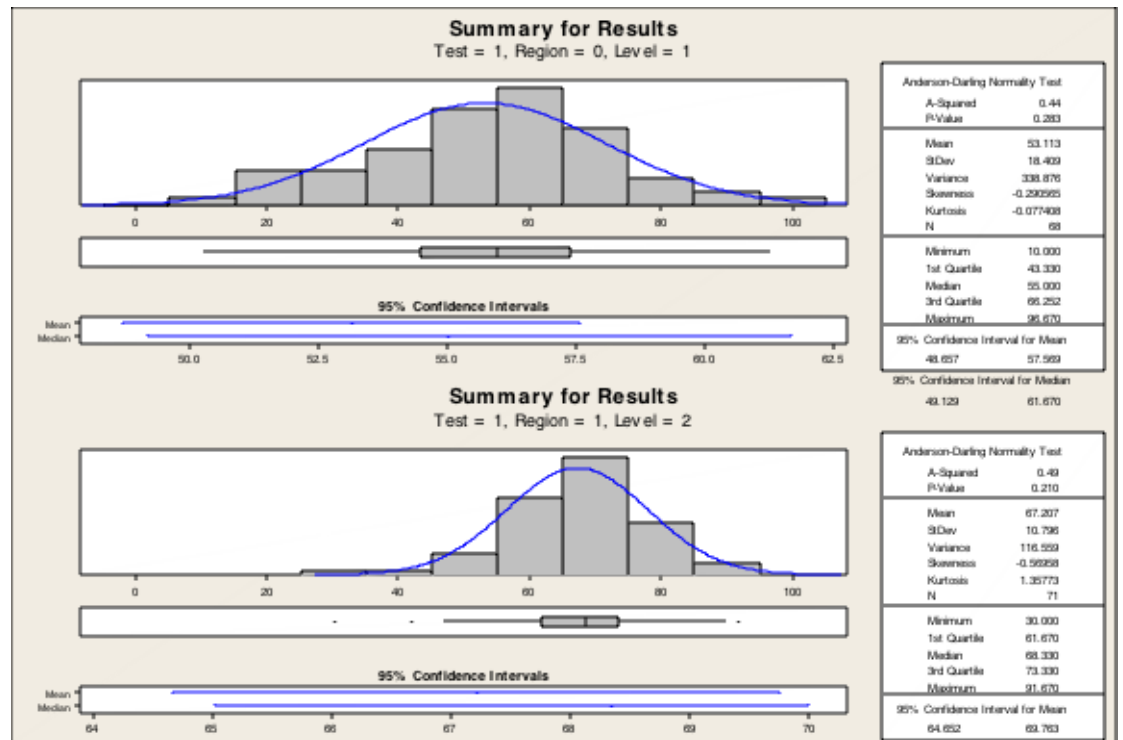 Summary for Results
Test = 1, Region = 0, Level = 1
0 20 40 60 80 100
95% Confidence Intervals
Mean
Median
50.0 52.5 55.0 57.5 60.0 62.5
Anderson-Darling Normality Test
A-Squared 0.44
P-Value 0.283
Mean 53.113
StDev 18.409
Variance 338.876
Skewness -0.290565
Kurtosis -0.077408
N 68
Minimum 10.000
1st Quartile 43.330
Median 55.000
3rd Quartile 66.252
Maximum 96.670
95% Confidence Interval for Mean
48.657 57.569
95% Confidence Interval for Median
49.129 61.670
Summary for Results
Test = 1, Region = 1, Level = 2
0 20 40 60 80 100
95% Confidence Intervals
Mean
Median
64 65 66 67 68 69 70
Anderson-Darling Normality Test
A-Squared 0.49
P-Value 0.210
Mean 67.207
StDev 10.796
Variance 116.559
Skewness -0.56958
Kurtosis 1.35773
N 71
Minimum 30.000
1st Quartile 61.670
Median 68.330
3rd Quartile 73.330
Maximum 91.670
95% Confidence Interval for Mean
64.652 69.763